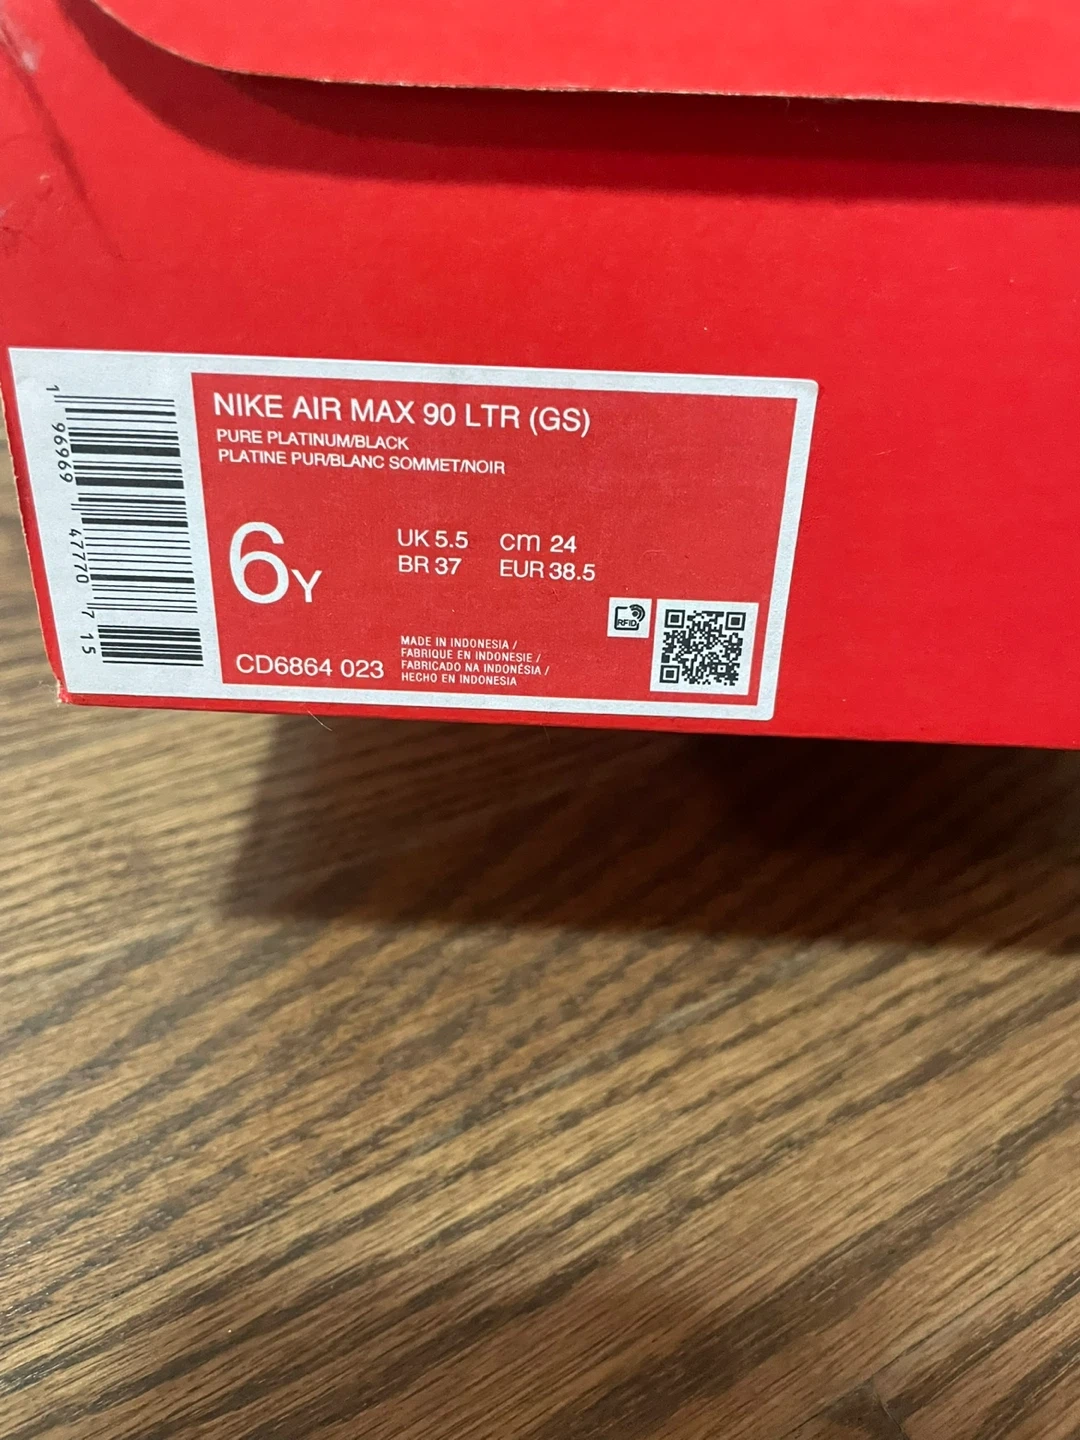 NIKE AIR MAX 90 LTR (GS)
PURE PLATINUM/BLACK
PLATINE PUR/BLANC SOMMET/NOIR
6Y
UK 5.5 cm 24
BR 37 EUR 38.5
CD6864 023
MADE IN INDONESIA /
FABRIQUE EN INDONESIE /
FABRICADO NA INDONÉSIA /
HECHO EN INDONESIA
RFID
1 96969 47770 7 15